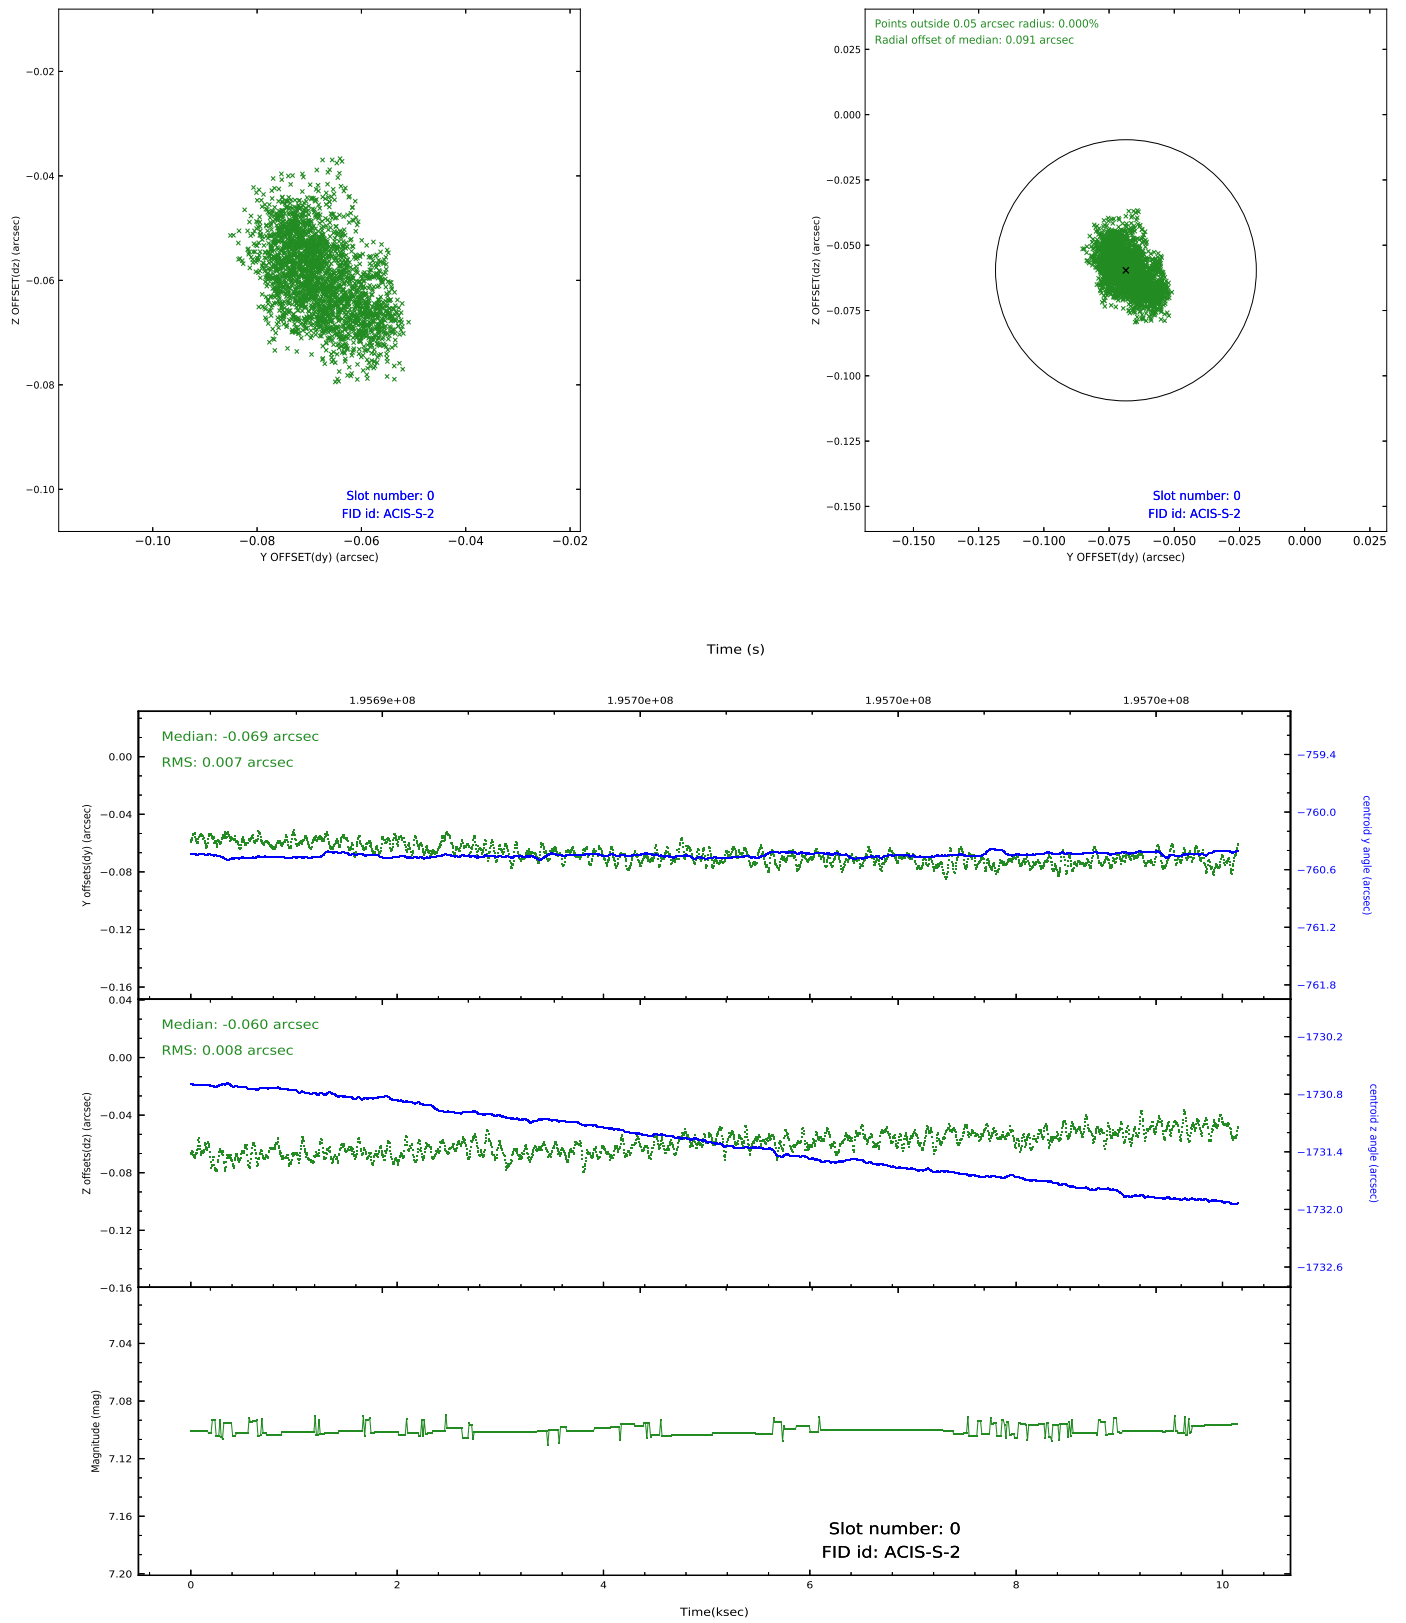 −0.02
−0.04
−0.06
−0.08
−0.10
Z OFFSET(dz) (arcsec)
Slot number: 0
FID id: ACIS-S-2
−0.10 −0.08 −0.06 −0.04 −0.02
Y OFFSET(dy) (arcsec)
Points outside 0.05 arcsec radius: 0.000%
Radial offset of median: 0.091 arcsec
0.025
0.000
−0.025
−0.050
−0.075
−0.100
−0.125
−0.150
Z OFFSET(dz) (arcsec)
Slot number: 0
FID id: ACIS-S-2
−0.150 −0.125 −0.100 −0.075 −0.050 −0.025 0.000 0.025
Y OFFSET(dy) (arcsec)
Time (s)
1.9569e+08 1.9570e+08 1.9570e+08 1.9570e+08
Median: -0.069 arcsec
RMS: 0.007 arcsec
0.00
−0.04
−0.08
−0.12
−0.16
Y offsets(dy) (arcsec)
−759.4
−760.0
−760.6
−761.2
−761.8
centroid y angle (arcsec)
Median: -0.060 arcsec
RMS: 0.008 arcsec
0.04
0.00
−0.04
−0.08
−0.12
−0.16
Z offsets(dz) (arcsec)
−1730.2
−1730.8
−1731.4
−1732.0
−1732.6
centroid z angle (arcsec)
7.04
7.08
7.12
7.16
7.20
Magnitude (mag)
Slot number: 0
FID id: ACIS-S-2
0 2 4 6 8 10
Time(ksec)